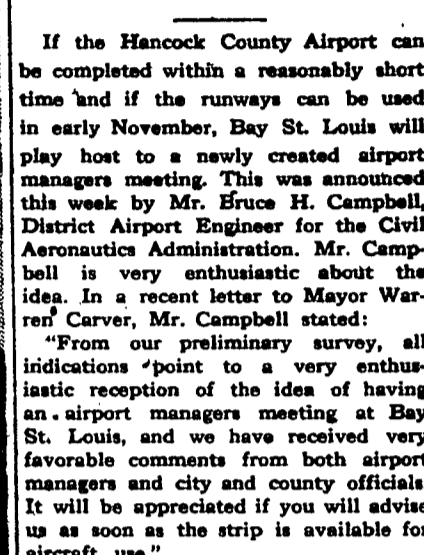 If the Hancock County Airport can
be completed within a reasonably short
time and if the runways can be used
in early November, Bay St. Louis will
play host to a newly created airport
managers meeting. This was announced
this week by Mr. Bruce H. Campbell,
District Airport Engineer for the Civil
Aeronautics Administration. Mr. Camp-
bell is very enthusiastic about the
idea. In a recent letter to Mayor War-
ren Carver, Mr. Campbell stated:
"From our preliminary survey, all
indications point to a very enthus-
iastic reception of the idea of having
an airport managers meeting at Bay
St. Louis, and we have received very
favorable comments from both airport
managers and city and county officials
It will be appreciated if you will advise
us as soon as the strip is available for
aircraft use."